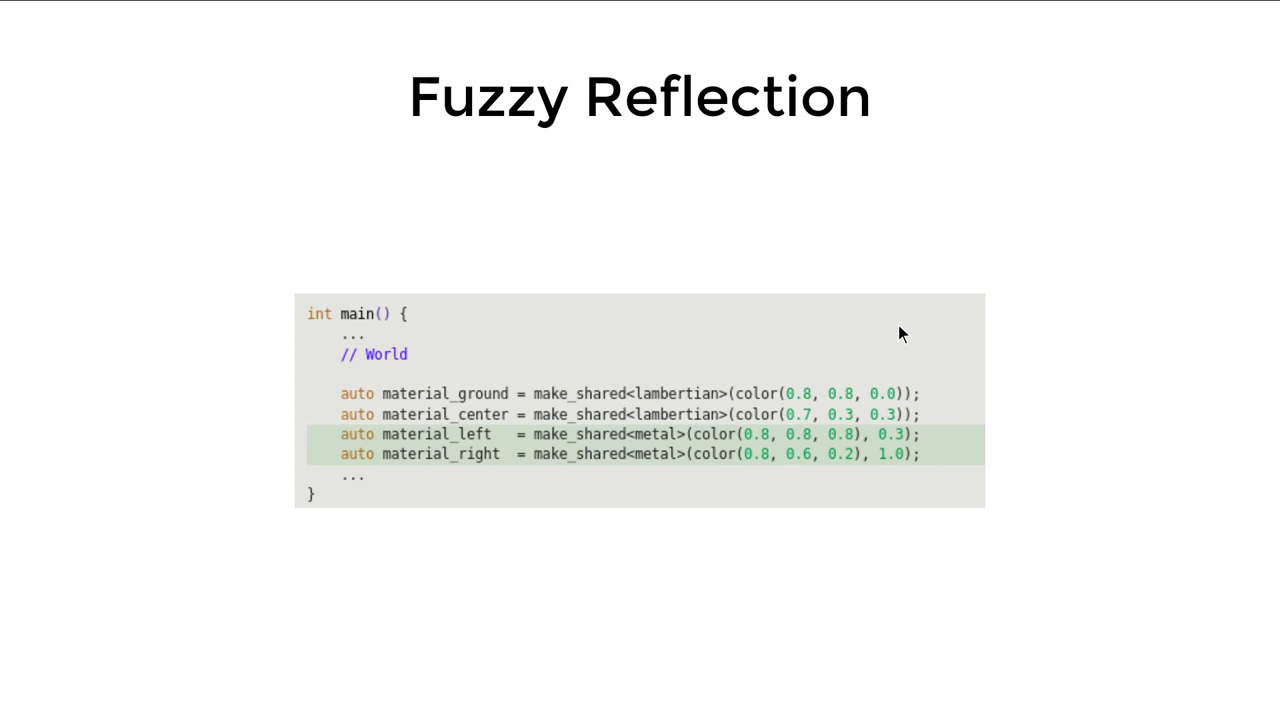 Fuzzy Reflection
int main() {
    ...
    // World
    auto material_ground = make_shared<lambertian>(color(0.8, 0.8, 0.0));
    auto material_center = make_shared<lambertian>(color(0.7, 0.3, 0.3));
    auto material_left   = make_shared<metal>(color(0.8, 0.8, 0.8), 0.3);
    auto material_right  = make_shared<metal>(color(0.8, 0.6, 0.2), 1.0);
    ...
}